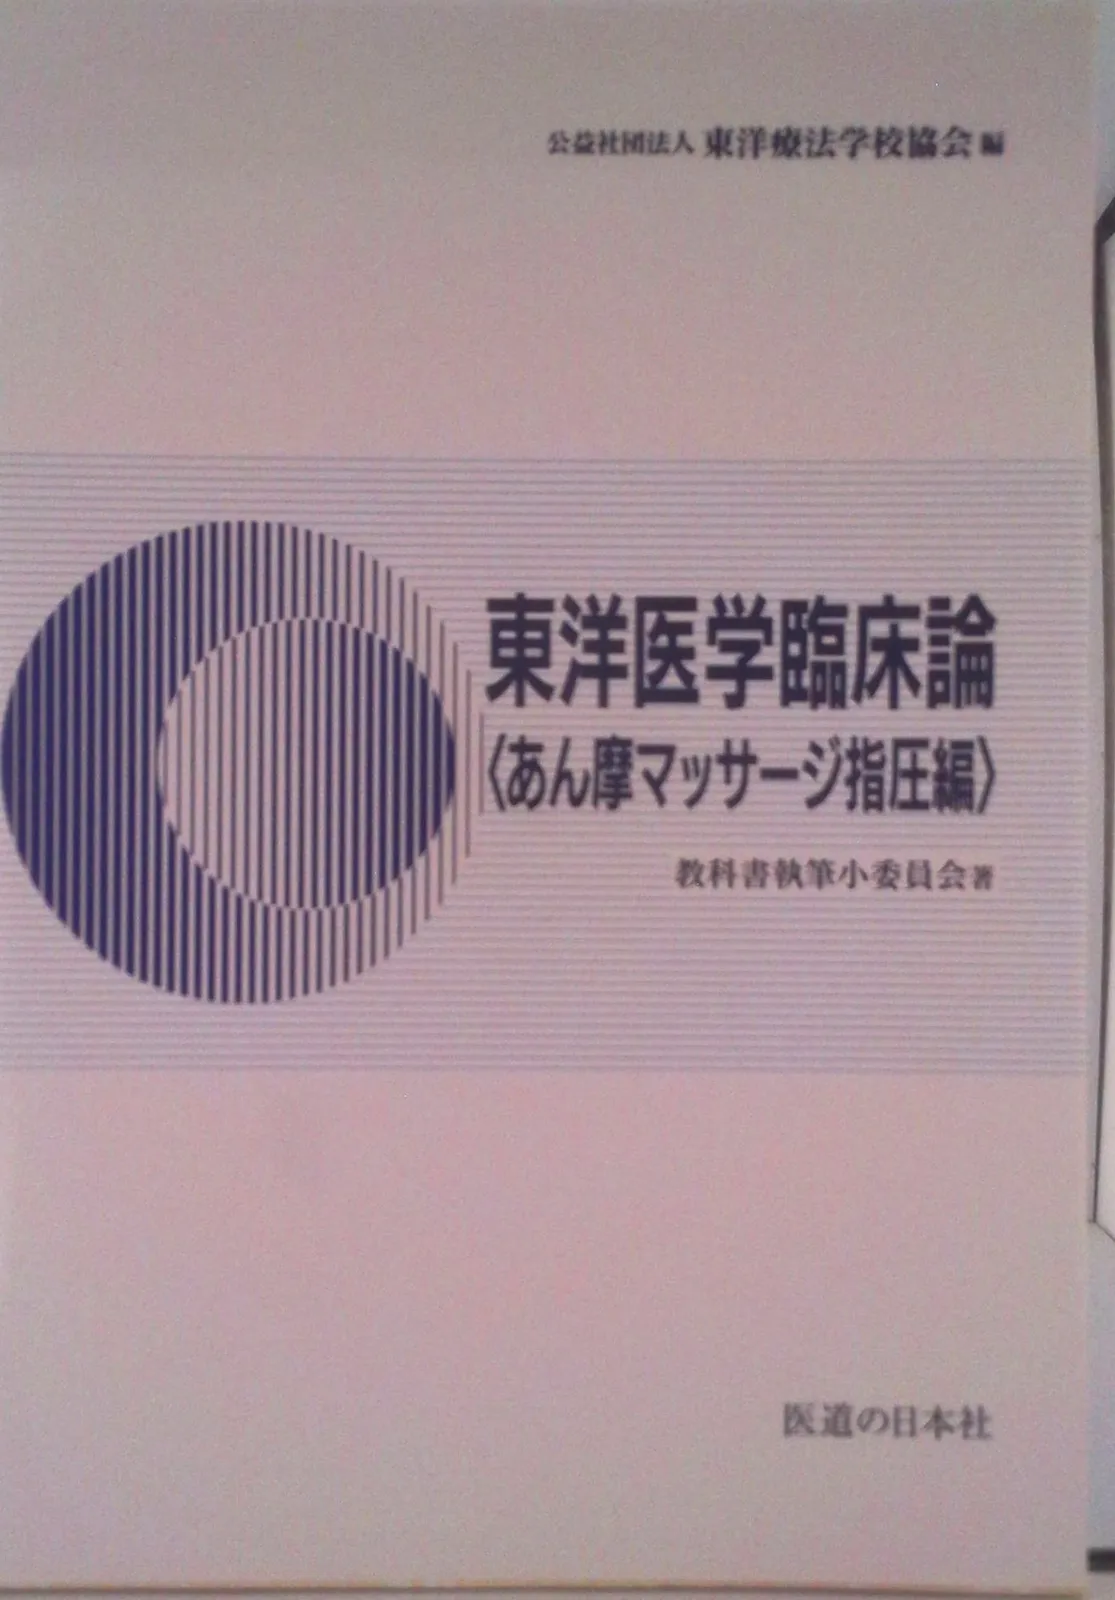 公益社団法人 東洋療法学校協会 編
東洋医学臨床論
〈あん摩マッサージ指圧編〉
教科書執筆小委員会著
医道の日本社